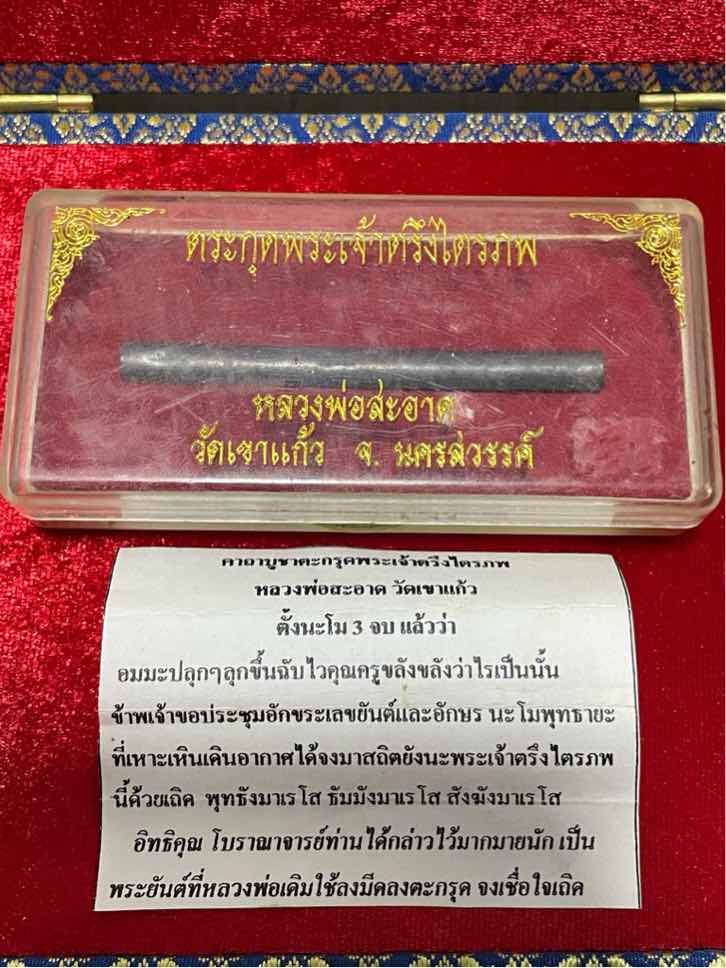 ตระกุดพระเจ้าตรึงไตรภพ
หลวงพ่อสะอาด
วัดเขาแก้ว จ. นครสวรรค์
คาถาบูชาตะกรุดพระเจ้าตรึงไตรภพ
หลวงพ่อสะอาด วัดเขาแก้ว
ตั้งนะโม 3 จบ แล้วว่า
อมมะปลุกๆลุกขึ้นฉับไวคุณครูขลังขลังว่าไรเป็นนั้น
ข้าพเจ้าขอประชุมอักขระเลขยันต์และอักษร นะโมพุทธายะ
ที่เหาะเหินเดินอากาศได้จงมาสถิตยังนะพระเจ้าตรึงไตรภพ
นี้ด้วยเถิด พุทธังมาเรโส ธัมมังมาเรโส สังฆังมาเรโส
อิทธิคุณ โบราณาจารย์ท่านได้กล่าวไว้มากมายนัก เป็น
พระยันต์ที่หลวงพ่อเดิมใช้ลงมีดลงตะกรุด จงเชื่อใจเถิด